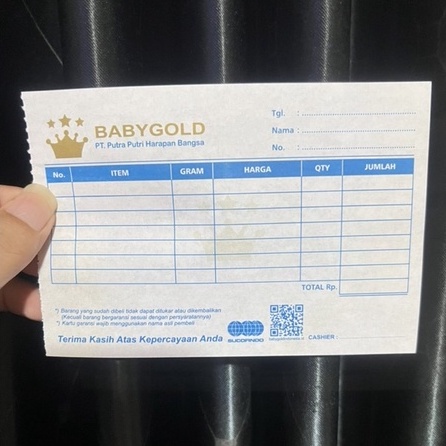 BABYGOLD
PT. Putra Putri Harapan Bangsa
Tgl. :
Nama :
No. :
No. ITEM GRAM HARGA QTY JUMLAH
TOTAL Rp.
*) Barang yang sudah dibeli tidak dapat ditukar atau dikembalikan
(Kecuali barang bergaransi sesuai dengan persyaratannya)
*) Kartu garansi wajib menggunakan nama asli pembeli
Terima Kasih Atas Kepercayaan Anda
SUCOFINDO
CASHIER :